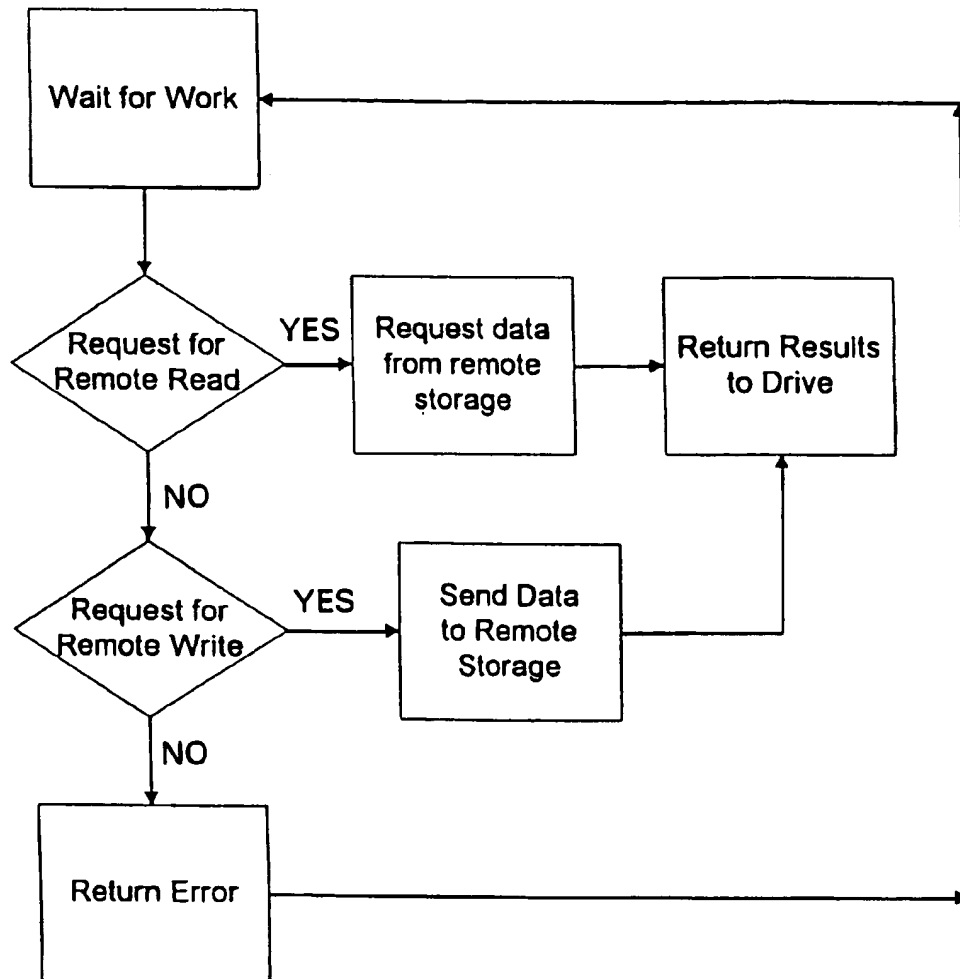 Wait for Work
Request for
Remote Read
YES
Request data
from remote
storage
Return Results
to Drive
NO
Request for
Remote Write
YES
Send Data
to Remote
Storage
NO
Return Error